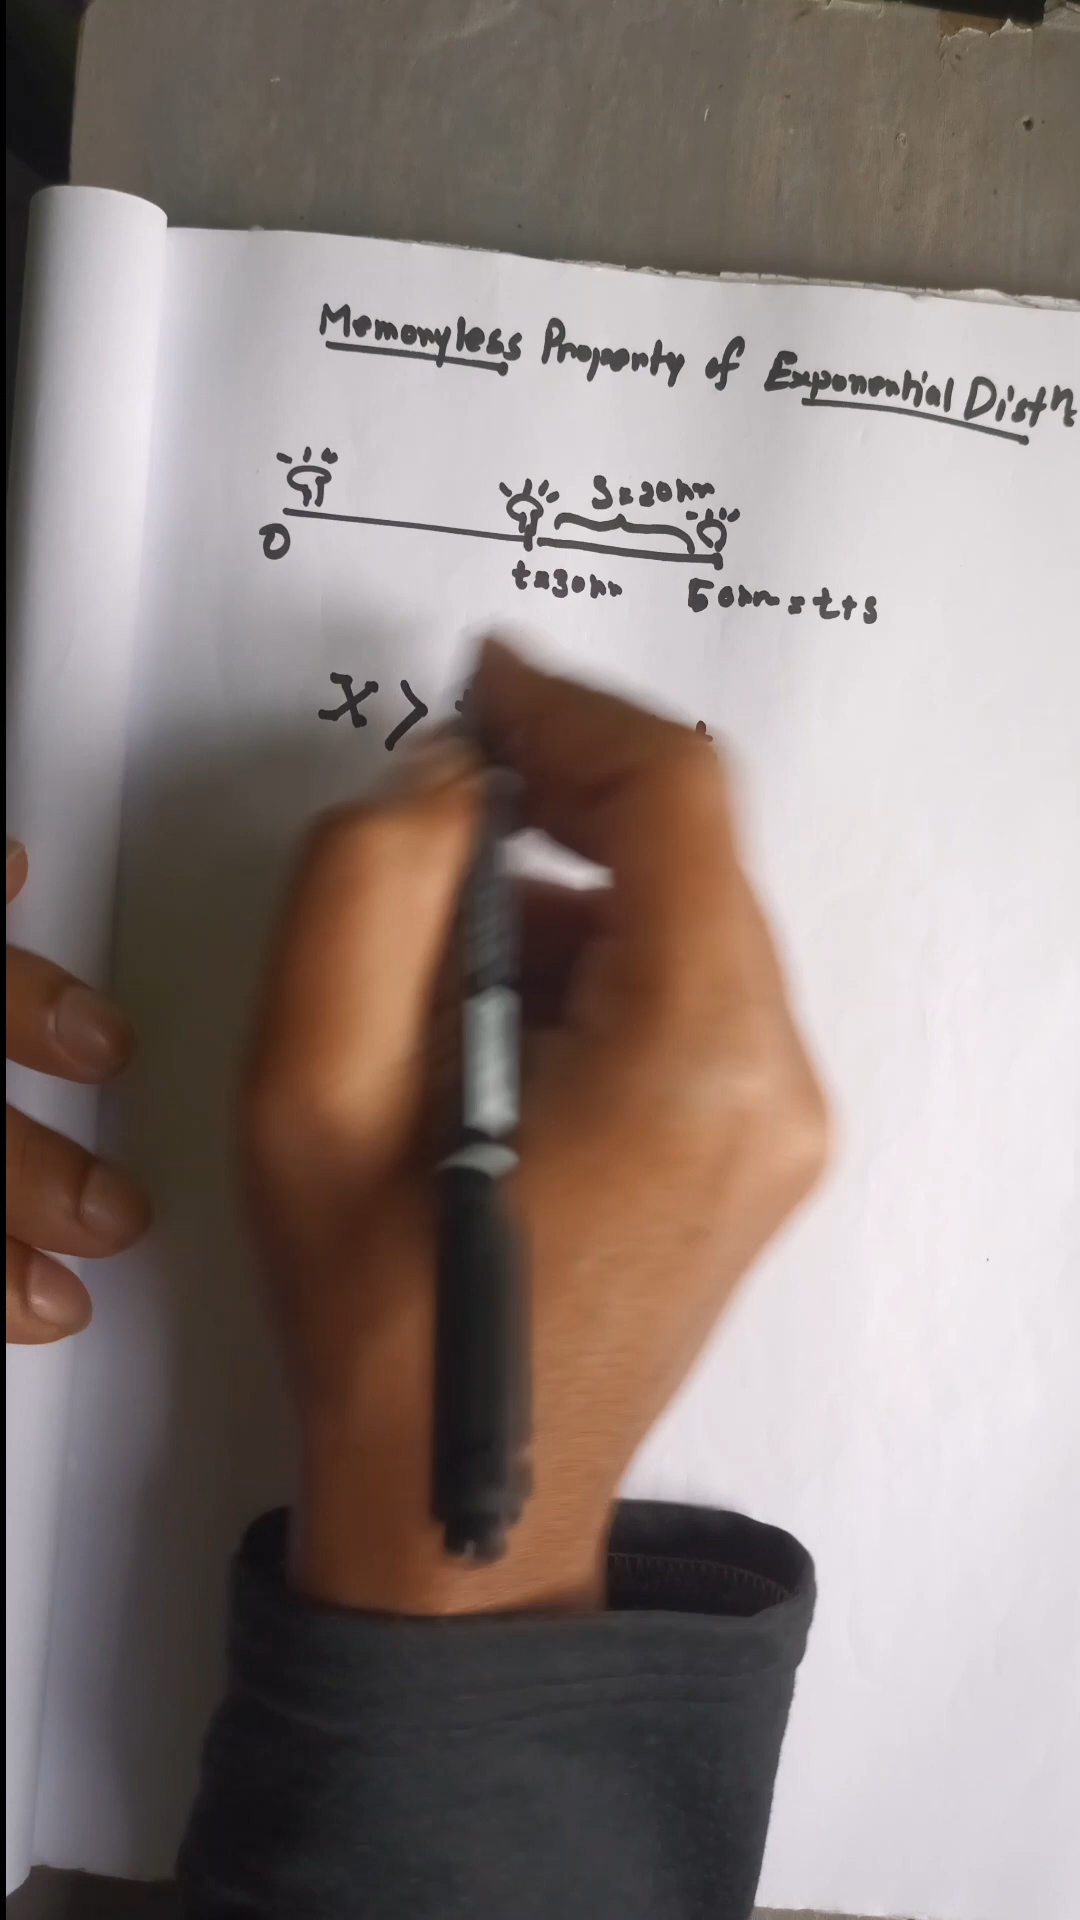 Memoryless Property of Exponential Distn
S=20hr
0 t=30hr 50hr=t+s
X > t